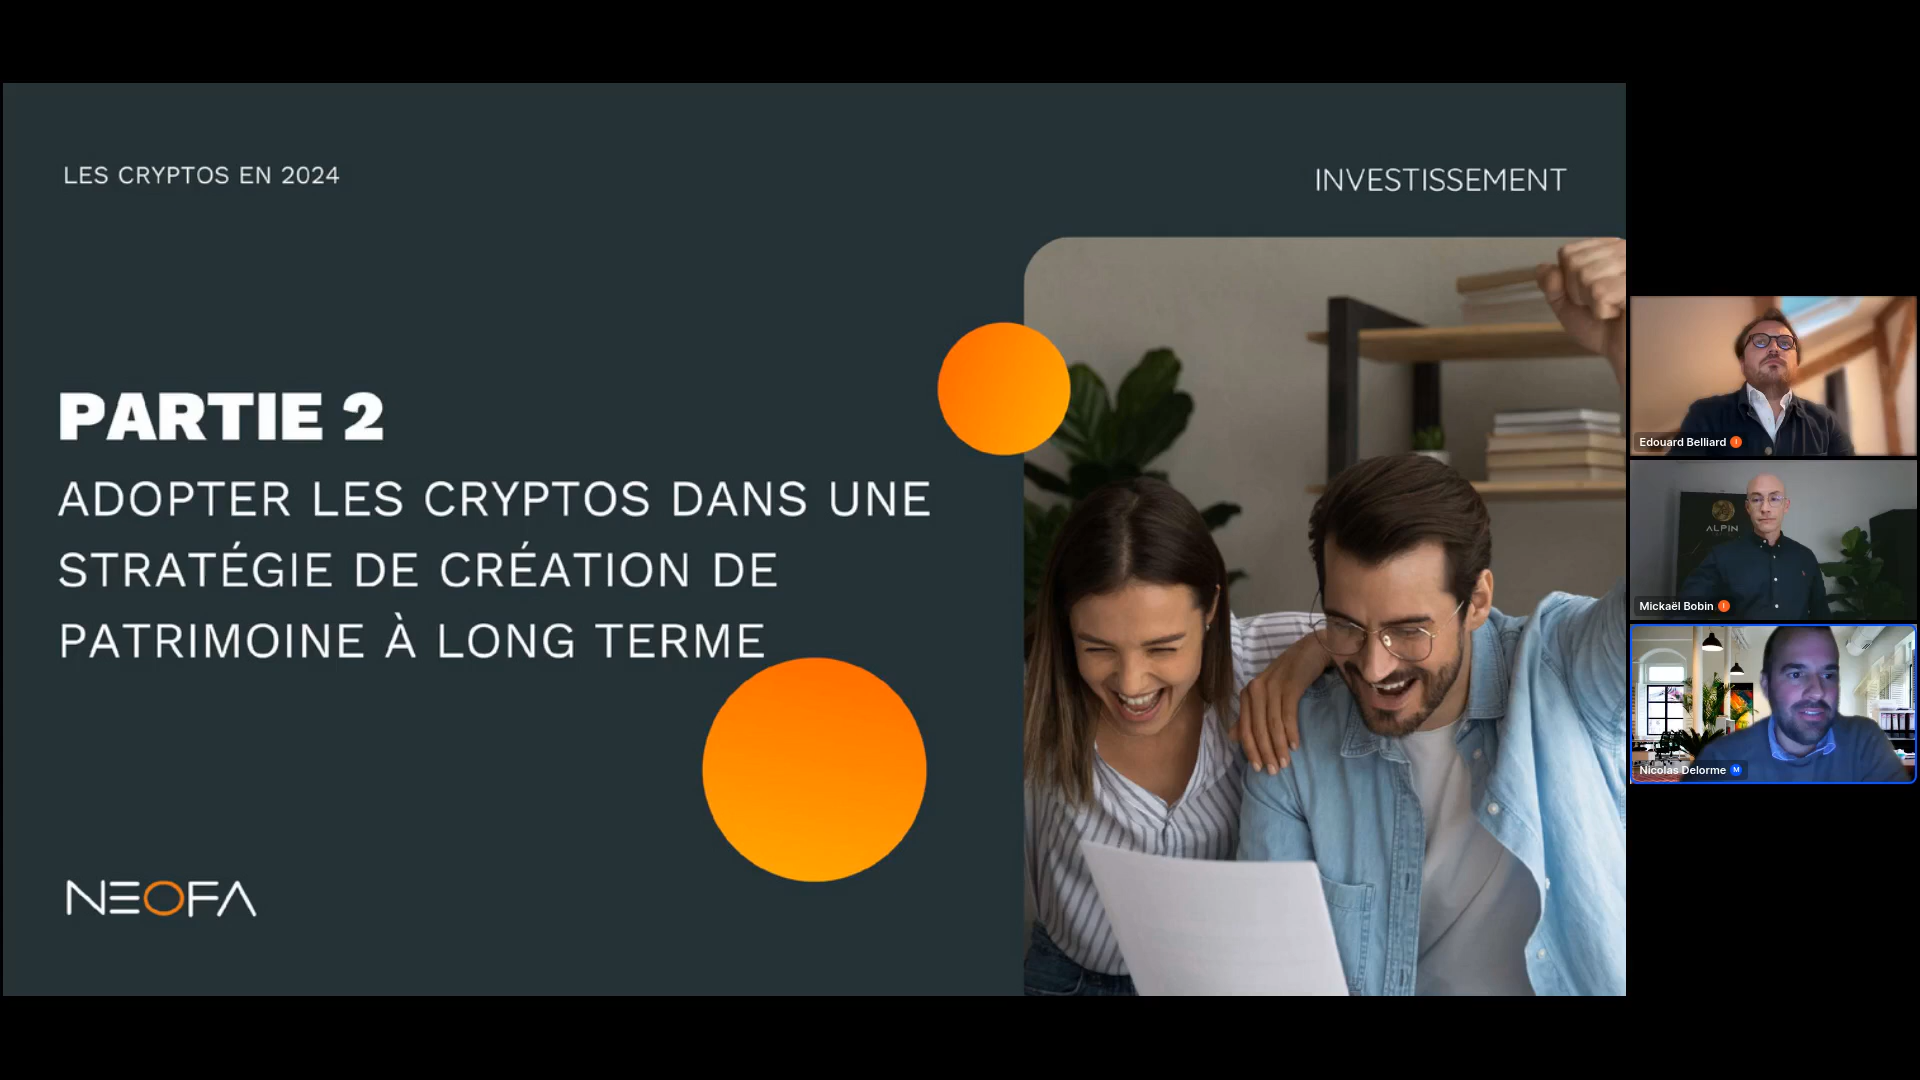 LES CRYPTOS EN 2024
INVESTISSEMENT
PARTIE 2
ADOPTER LES CRYPTOS DANS UNE
STRATÉGIE DE CRÉATION DE
PATRIMOINE À LONG TERME
NEOFA
Edouard Belliard I
ALPIN
Mickaël Bobin I
Nicolas Delorme M